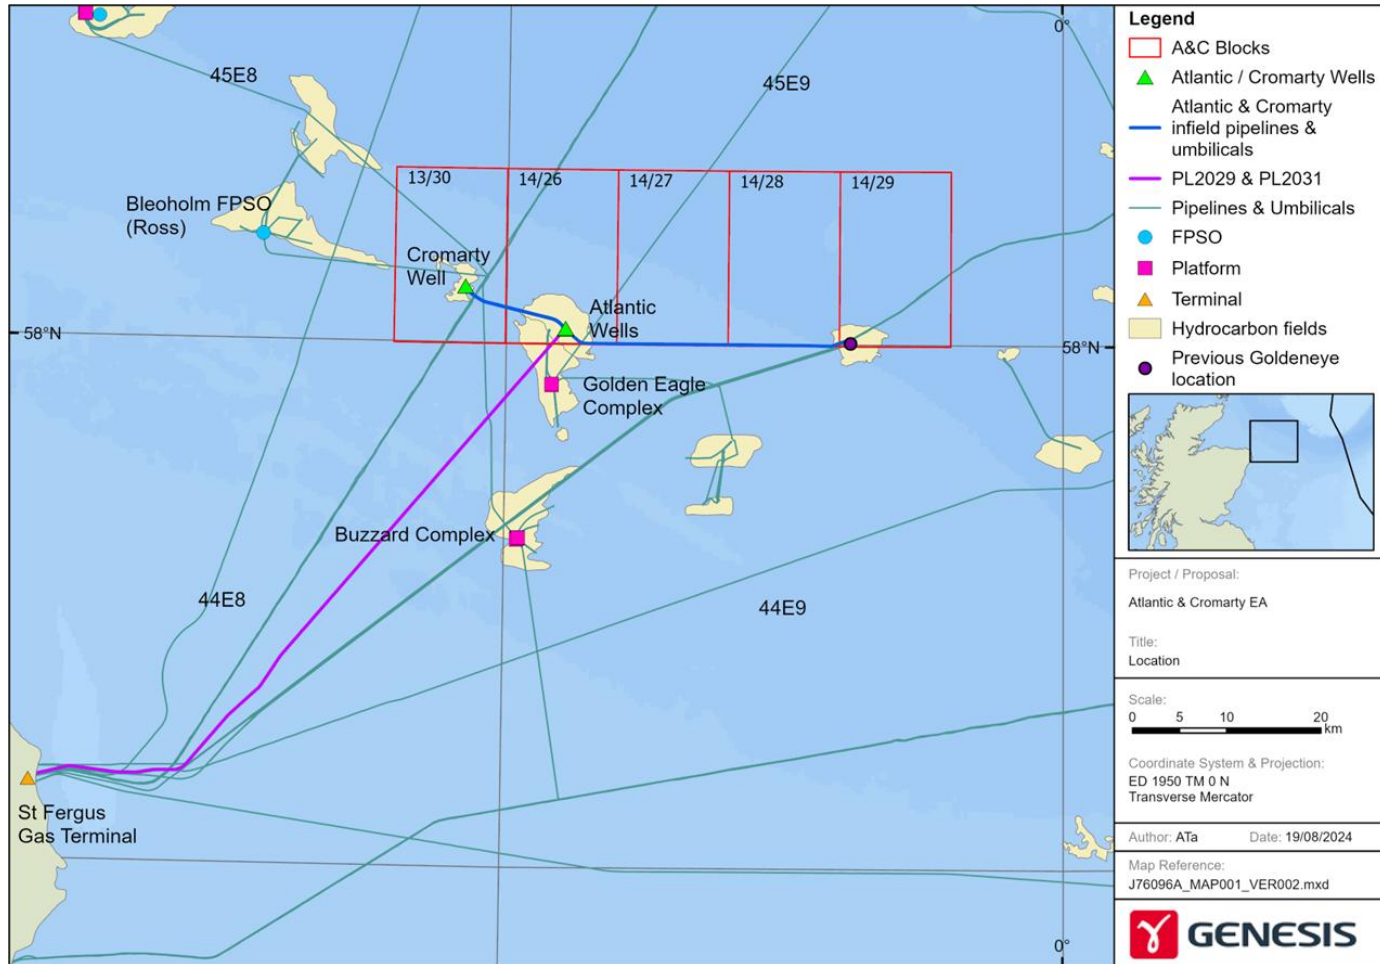 0°
45E8
45E9
13/30
14/26
14/27
14/28
14/29
Bleoholm FPSO
(Ross)
Cromarty
Well
Atlantic
Wells
58°N
58°N
Golden Eagle
Complex
Buzzard Complex
44E8
44E9
St Fergus
Gas Terminal
0°
Legend
A&C Blocks
Atlantic / Cromarty Wells
Atlantic & Cromarty
infield pipelines &
umbilicals
PL2029 & PL2031
Pipelines & Umbilicals
FPSO
Platform
Terminal
Hydrocarbon fields
Previous Goldeneye
location
Project / Proposal:
Atlantic & Cromarty EA
Title:
Location
Scale:
0 5 10 20
km
Coordinate System & Projection:
ED 1950 TM 0 N
Transverse Mercator
Author: ATa Date: 19/08/2024
Map Reference:
J76096A_MAP001_VER002.mxd
GENESIS